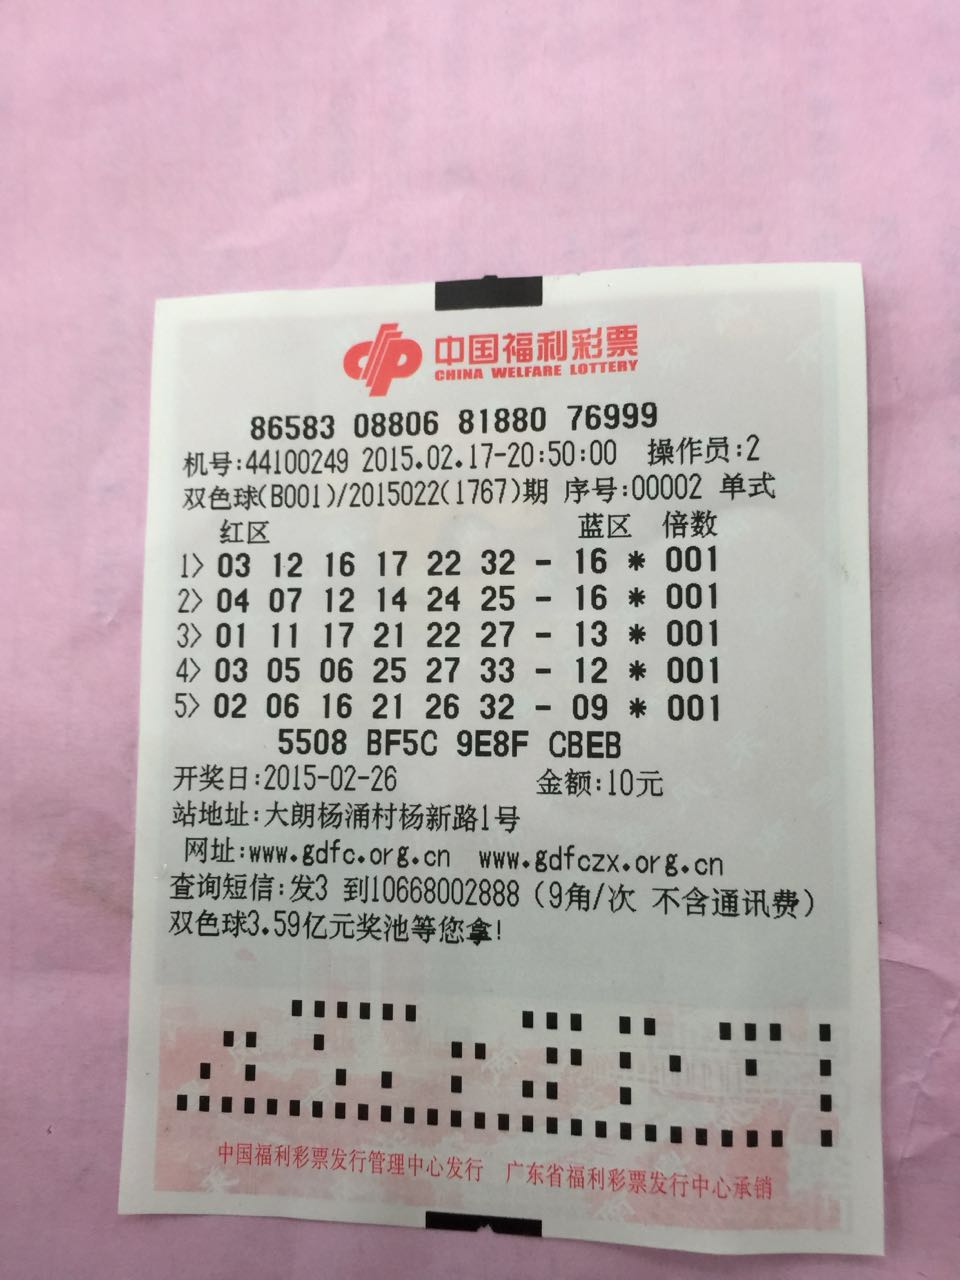 中国福利彩票
CHINA WELFARE LOTTERY
86583 08806 81880 76999
机号:44100249 2015.02.17-20:50:00 操作员:2
双色球(B001)/2015022(1767)期 序号:00002 单式
红区 蓝区 倍数
1> 03 12 16 17 22 32 - 16 * 001
2> 04 07 12 14 24 25 - 16 * 001
3> 01 11 17 21 22 27 - 13 * 001
4> 03 05 06 25 27 33 - 12 * 001
5> 02 06 16 21 26 32 - 09 * 001
5508 BF5C 9E8F CBEB
开奖日:2015-02-26 金额:10元
站地址:大朗杨涌村杨新路1号
网址:www.gdfc.org.cn www.gdfczx.org.cn
查询短信:发3 到10668002888(9角/次 不含通讯费)
双色球3.59亿元奖池等您拿!
中国福利彩票发行管理中心发行 广东省福利彩票发行中心承销